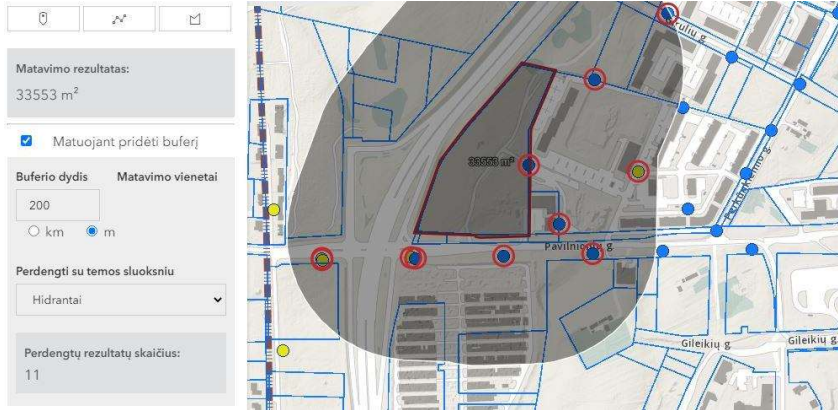 Matavimo rezultatas:
33553 m²
Matuojant pridėti buferį
Buferio dydis Matavimo vienetai
200
km m
Perdengti su temos sluoksniu
Hidrantai
Perdengtų rezultatų skaičius:
11
33553 m²
Pavilnionių g.
Gileikių g.
Gileikių g.